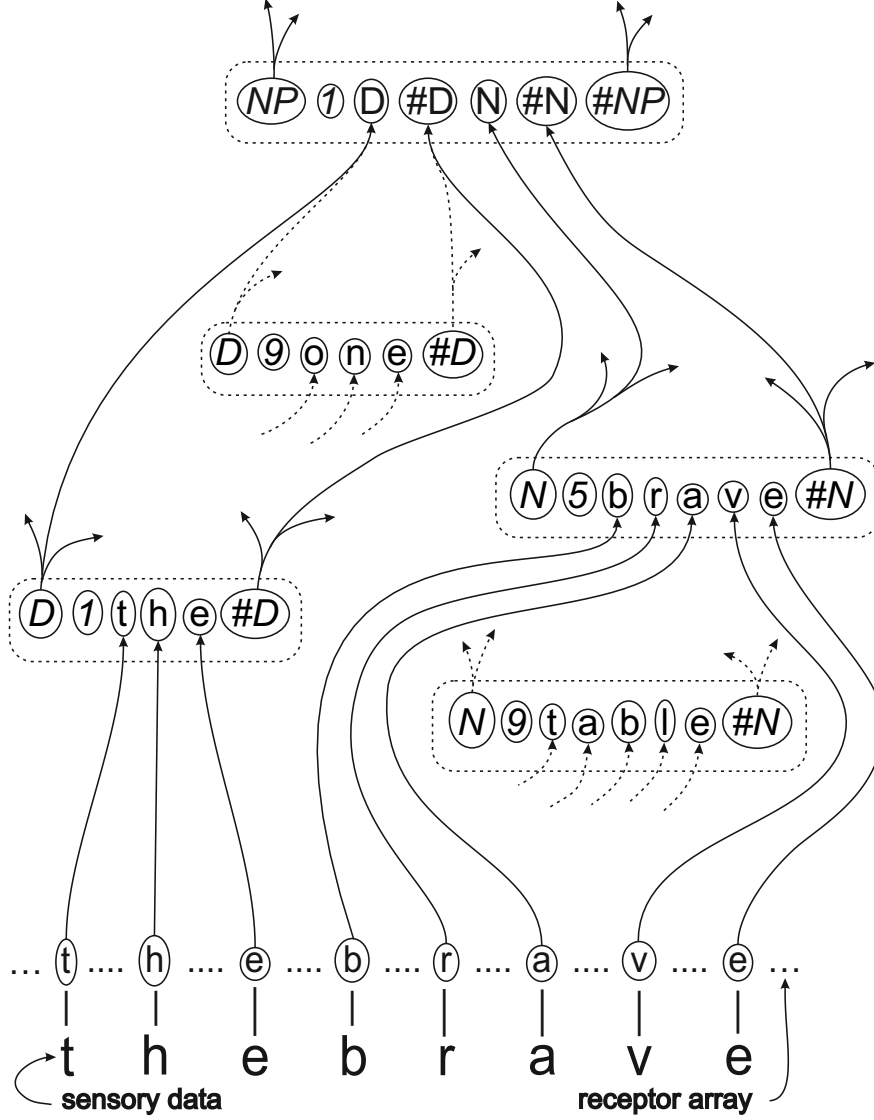 NP 1 D #D N #N #NP
D 9 o n e #D
N 5 b r a v e #N
D 1 t h e #D
N 9 t a b l e #N
... t .... h .... e .... b .... r .... a .... v .... e ...
t h e b r a v e
sensory data receptor array